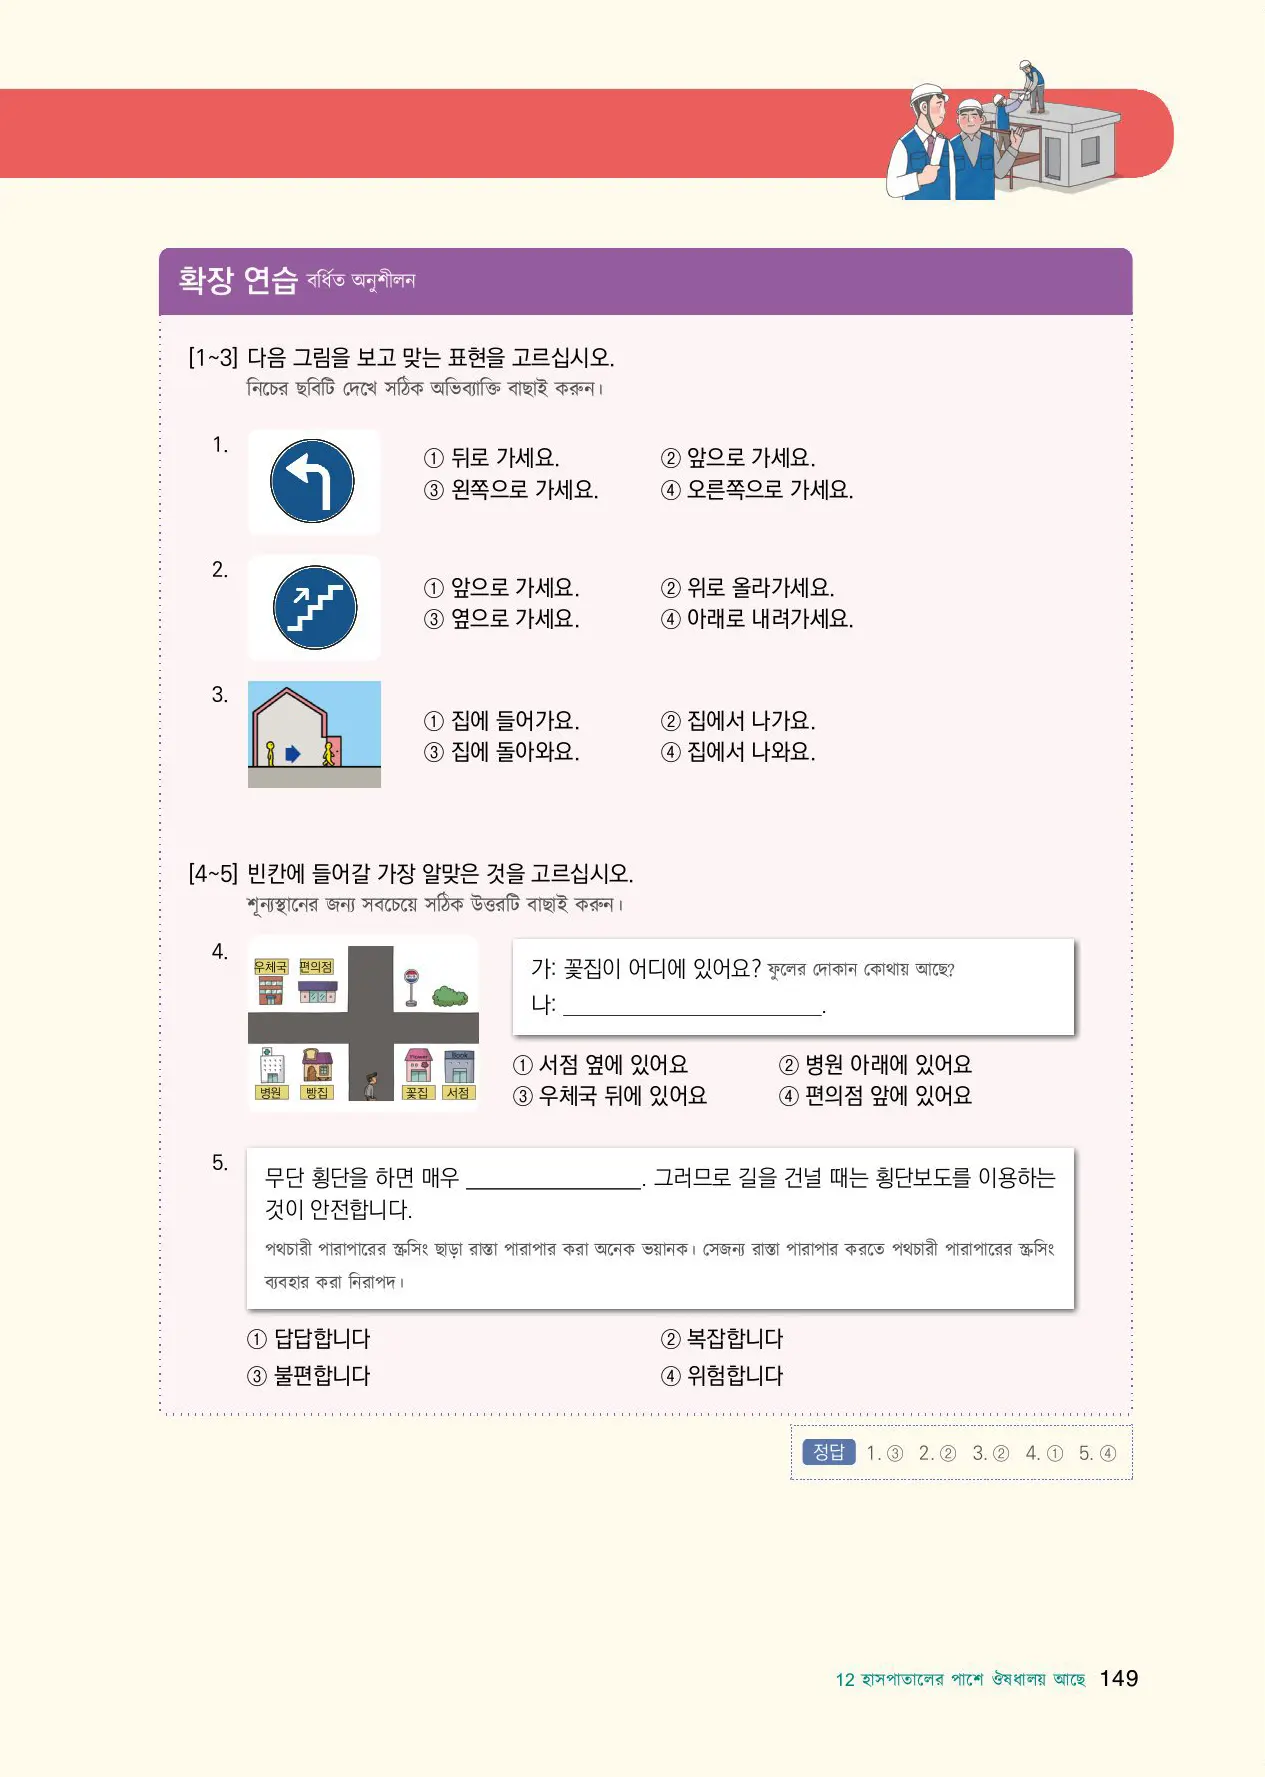 확장 연습 বর্ধিত অনুশীলন
[1~3] 다음 그림을 보고 맞는 표현을 고르십시오.
নিচের ছবিটি দেখে সঠিক অভিব্যাক্তি বাছাই করুন।
1.
① 뒤로 가세요. ② 앞으로 가세요.
③ 왼쪽으로 가세요. ④ 오른쪽으로 가세요.
2.
① 앞으로 가세요. ② 위로 올라가세요.
③ 옆으로 가세요. ④ 아래로 내려가세요.
3.
① 집에 들어가요. ② 집에서 나가요.
③ 집에 돌아와요. ④ 집에서 나와요.
[4~5] 빈칸에 들어갈 가장 알맞은 것을 고르십시오.
শূন্যস্থানের জন্য সবচেয়ে সঠিক উত্তরটি বাছাই করুন।
4.
우체국 편의점
Flower Book
병원 빵집 꽃집 서점
가: 꽃집이 어디에 있어요? ফুলের দোকান কোথায় আছে?
나: ______________________.
① 서점 옆에 있어요 ② 병원 아래에 있어요
③ 우체국 뒤에 있어요 ④ 편의점 앞에 있어요
5.
무단 횡단을 하면 매우 _______________. 그러므로 길을 건널 때는 횡단보도를 이용하는
것이 안전합니다.
পথচারী পারাপারের স্ক্রসিং ছাড়া রাস্তা পারাপার করা অনেক ভয়ানক। সেজন্য রাস্তা পারাপার করতে পথচারী পারাপারের স্ক্রসিং
ব্যবহার করা নিরাপদ।
① 답답합니다 ② 복잡합니다
③ 불편합니다 ④ 위험합니다
정답 1. ③ 2. ② 3. ② 4. ① 5. ④
12 হাসপাতালের পাশে ঔষধালয় আছে 149